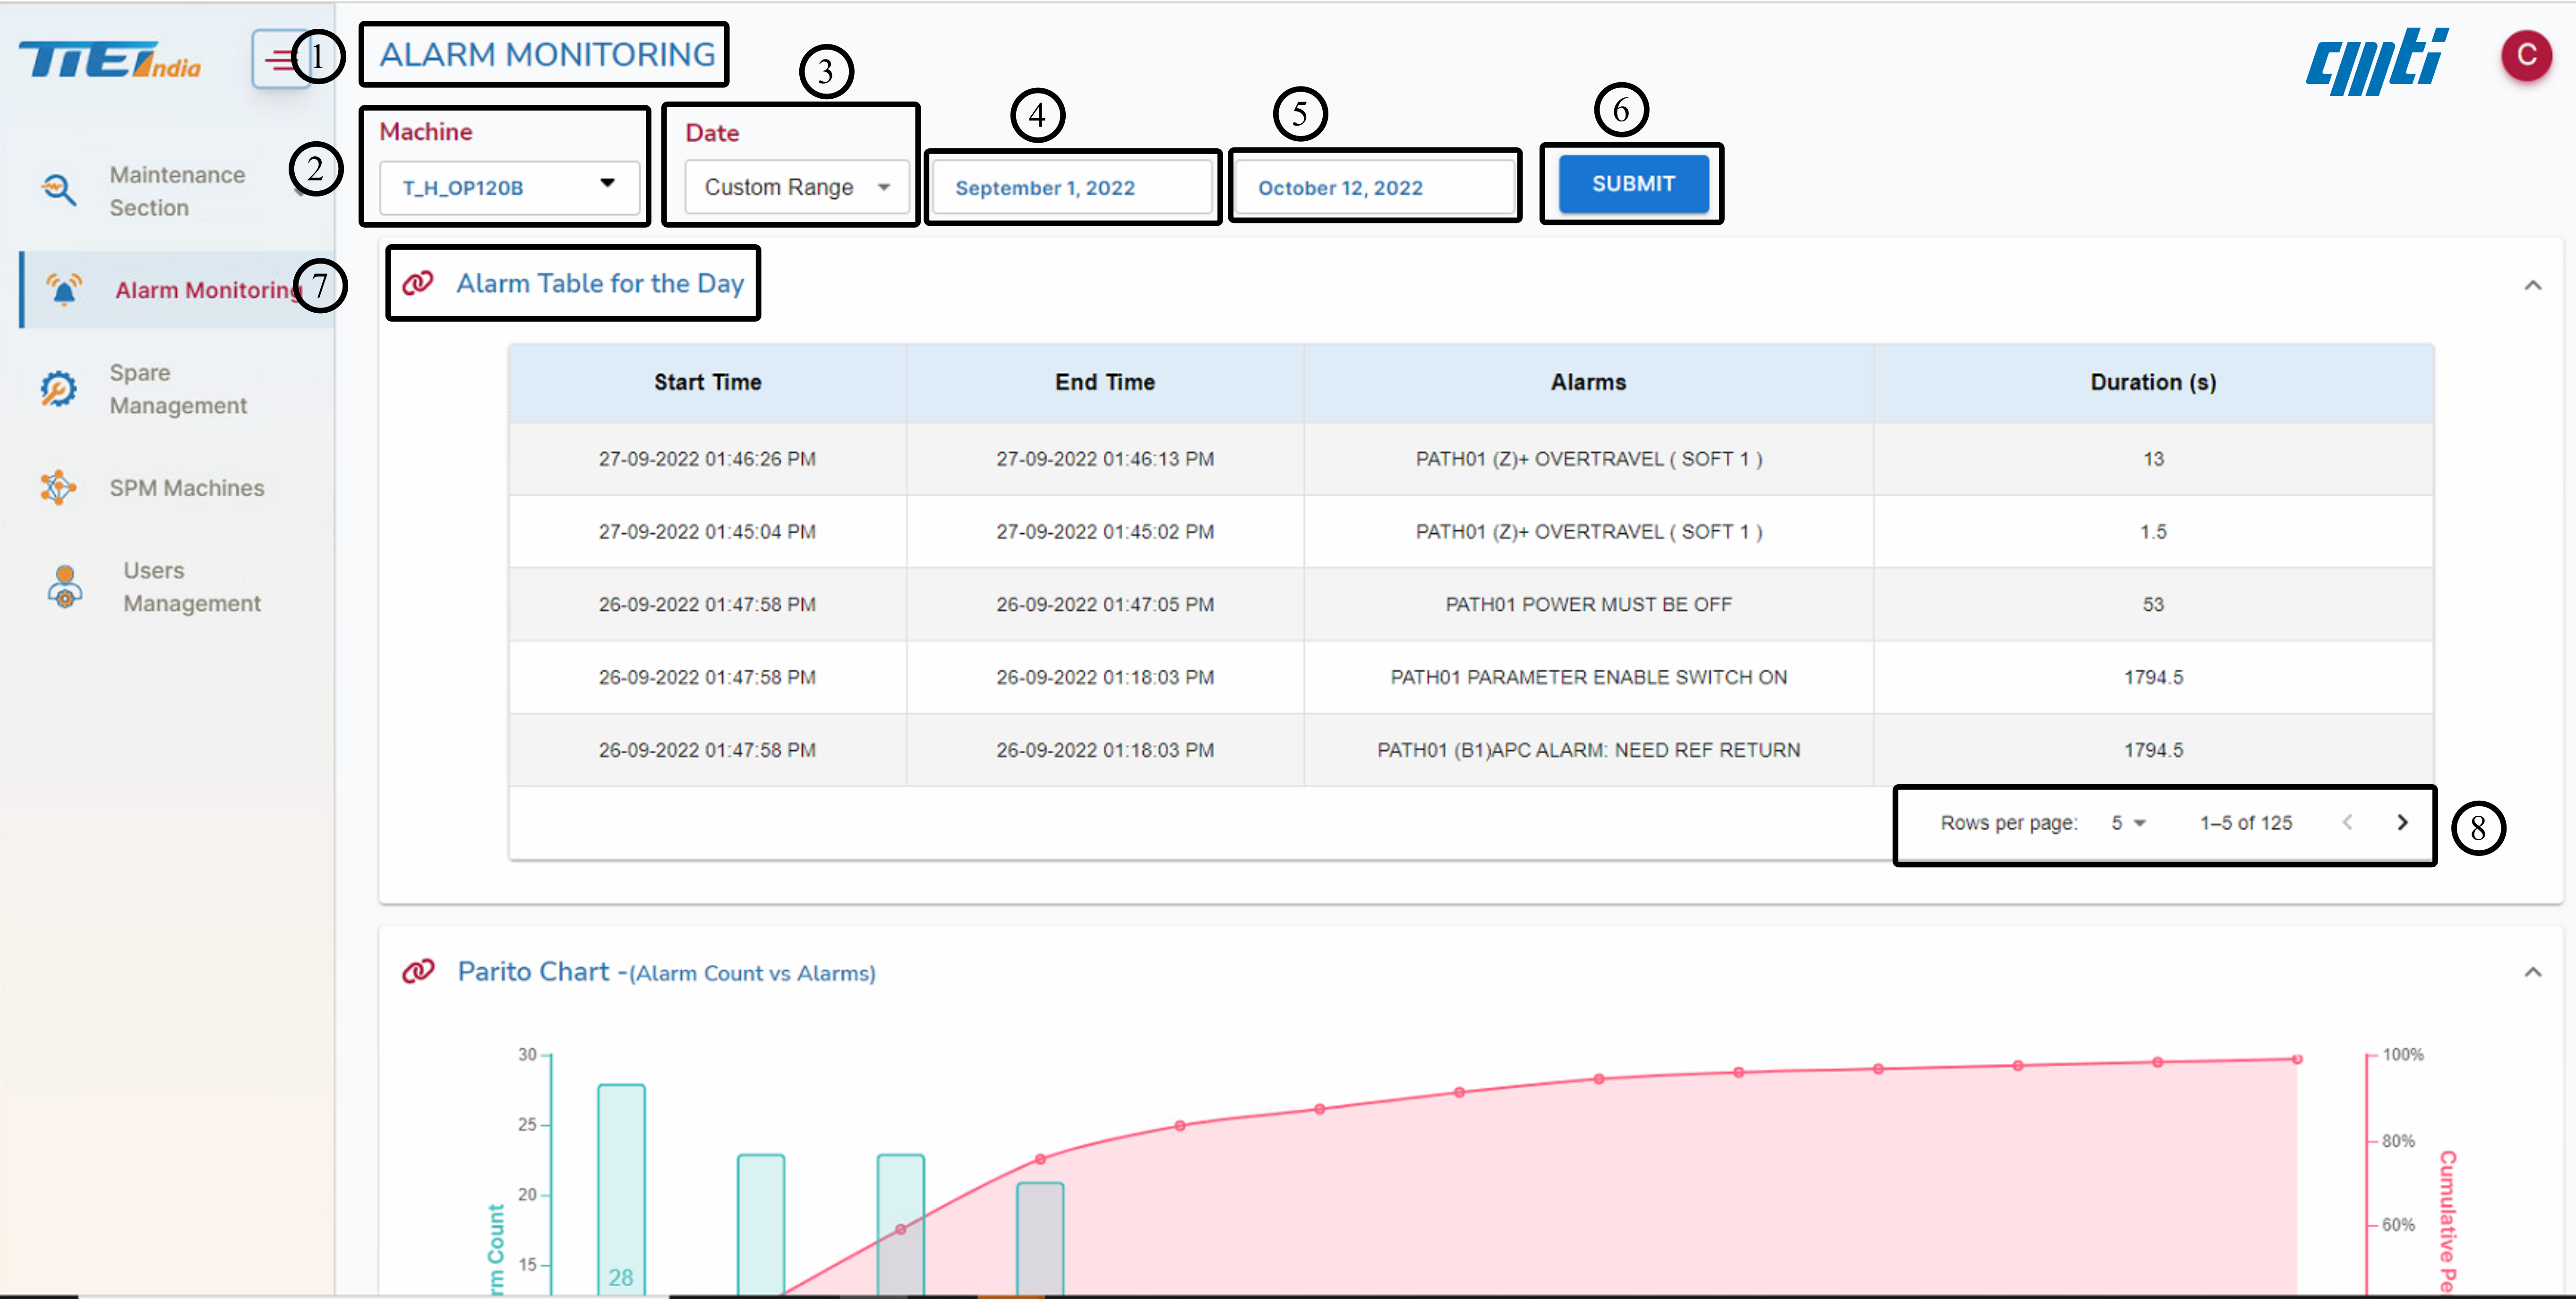 TiEindia
1
ALARM MONITORING
cmti
C
Machine
T_H_OP120B
2
3
Date
Custom Range
4
September 1, 2022
5
October 12, 2022
6
SUBMIT
Maintenance
Section
Alarm Monitoring
7
Spare
Management
SPM Machines
Users
Management
Alarm Table for the Day
Start Time End Time Alarms Duration (s)
27-09-2022 01:46:26 PM 27-09-2022 01:46:13 PM PATH01 (Z)+ OVERTRAVEL ( SOFT 1 ) 13
27-09-2022 01:45:04 PM 27-09-2022 01:45:02 PM PATH01 (Z)+ OVERTRAVEL ( SOFT 1 ) 1.5
26-09-2022 01:47:58 PM 26-09-2022 01:47:05 PM PATH01 POWER MUST BE OFF 53
26-09-2022 01:47:58 PM 26-09-2022 01:18:03 PM PATH01 PARAMETER ENABLE SWITCH ON 1794.5
26-09-2022 01:47:58 PM 26-09-2022 01:18:03 PM PATH01 (B1)APC ALARM: NEED REF RETURN 1794.5
Rows per page: 5 1–5 of 125
8
Parito Chart -(Alarm Count vs Alarms)
30
25
20
15
rm Count
28
100%
80%
60%
Cumulative Pe